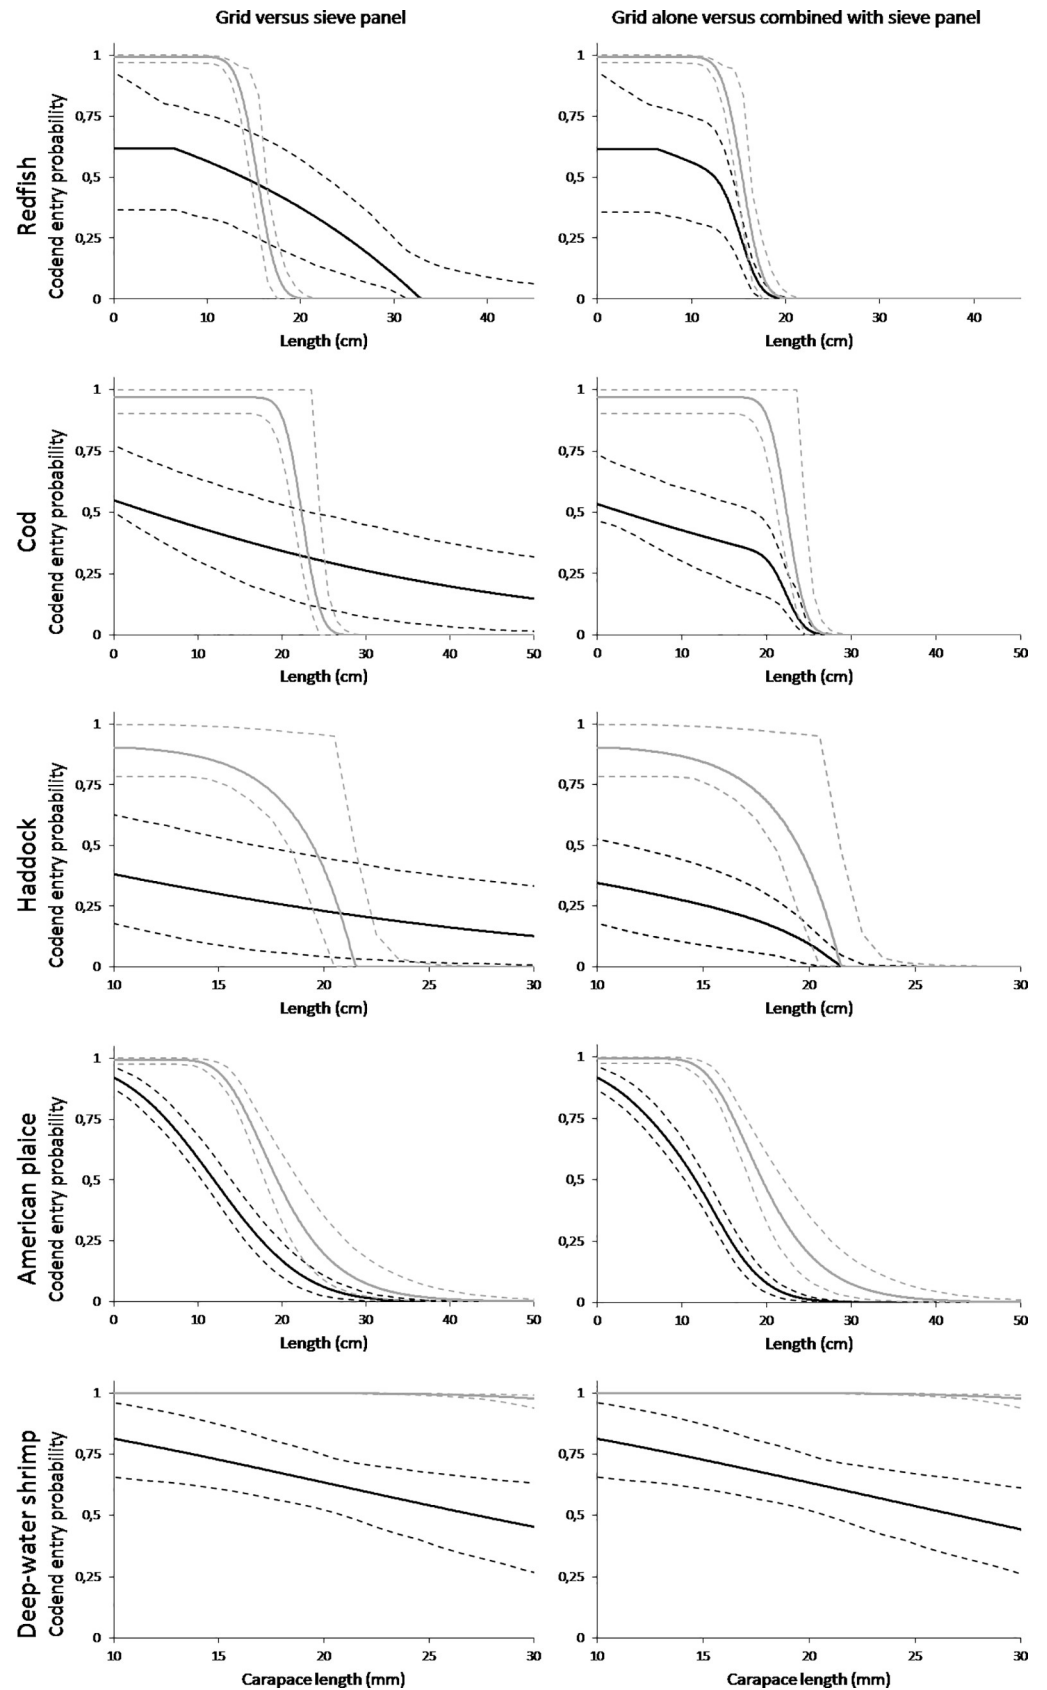 Grid versus sieve panel
Grid alone versus combined with sieve panel
Redfish
Codend entry probability
1
0,75
0,5
0,25
0
0 10 20 30 40
Length (cm)
1
0,75
0,5
0,25
0
0 10 20 30 40
Length (cm)
Cod
Codend entry probability
1
0,75
0,5
0,25
0
0 10 20 30 40 50
Length (cm)
1
0,75
0,5
0,25
0
0 10 20 30 40 50
Length (cm)
Haddock
Codend entry probability
1
0,75
0,5
0,25
0
10 15 20 25 30
Length (cm)
1
0,75
0,5
0,25
0
10 15 20 25 30
Length (cm)
American plaice
Codend entry probability
1
0,75
0,5
0,25
0
0 10 20 30 40 50
Length (cm)
1
0,75
0,5
0,25
0
0 10 20 30 40 50
Length (cm)
Deep-water shrimp
Codend entry probability
1
0,75
0,5
0,25
0
10 15 20 25 30
Carapace length (mm)
1
0,75
0,5
0,25
0
10 15 20 25 30
Carapace length (mm)